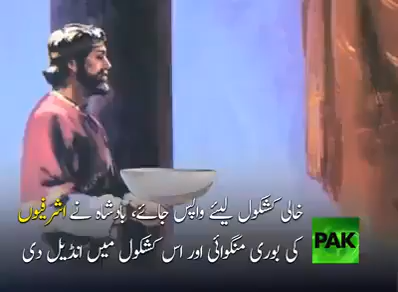 خالی کشکول لیئے واپس جائے، بادشاہ نے اشرفیوں
کی بوری منگوائی اور اس کشکول میں انڈیل دی
PAK